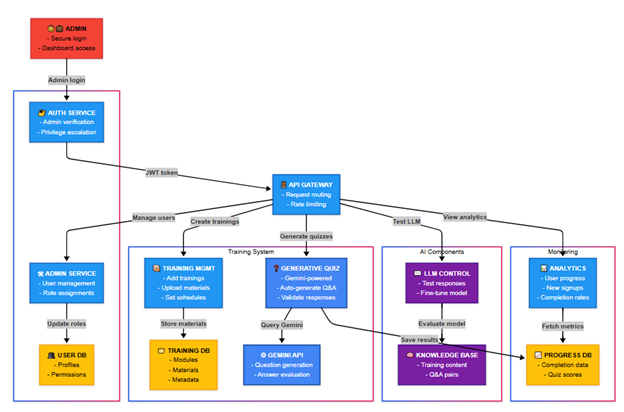 ADMIN
- Secure login
- Dashboard access
Admin login
AUTH SERVICE
- Admin verification
- Privilege escalation
JWT token
API GATEWAY
- Request routing
- Rate limiting
Manage users
Create trainings
Generate quizzes
Test LLM
View analytics
Training System
AI Components
Monitoring
ADMIN SERVICE
- User management
- Role assignments
TRAINING MGMT
- Add trainings
- Upload materials
- Set schedules
GENERATIVE QUIZ
- Gemini-powered
- Auto-generate Q&A
- Validate responses
LLM CONTROL
- Test responses
- Fine-tune model
ANALYTICS
- User progress
- New signups
- Completion rates
Update roles
Store materials
Query Gemini
Evaluate model
Save results
Fetch metrics
USER DB
- Profiles
- Permissions
TRAINING DB
- Modules
- Materials
- Metadata
GEMINI API
- Question generation
- Answer evaluation
KNOWLEDGE BASE
- Training content
- Q&A pairs
PROGRESS DB
- Completion data
- Quiz scores